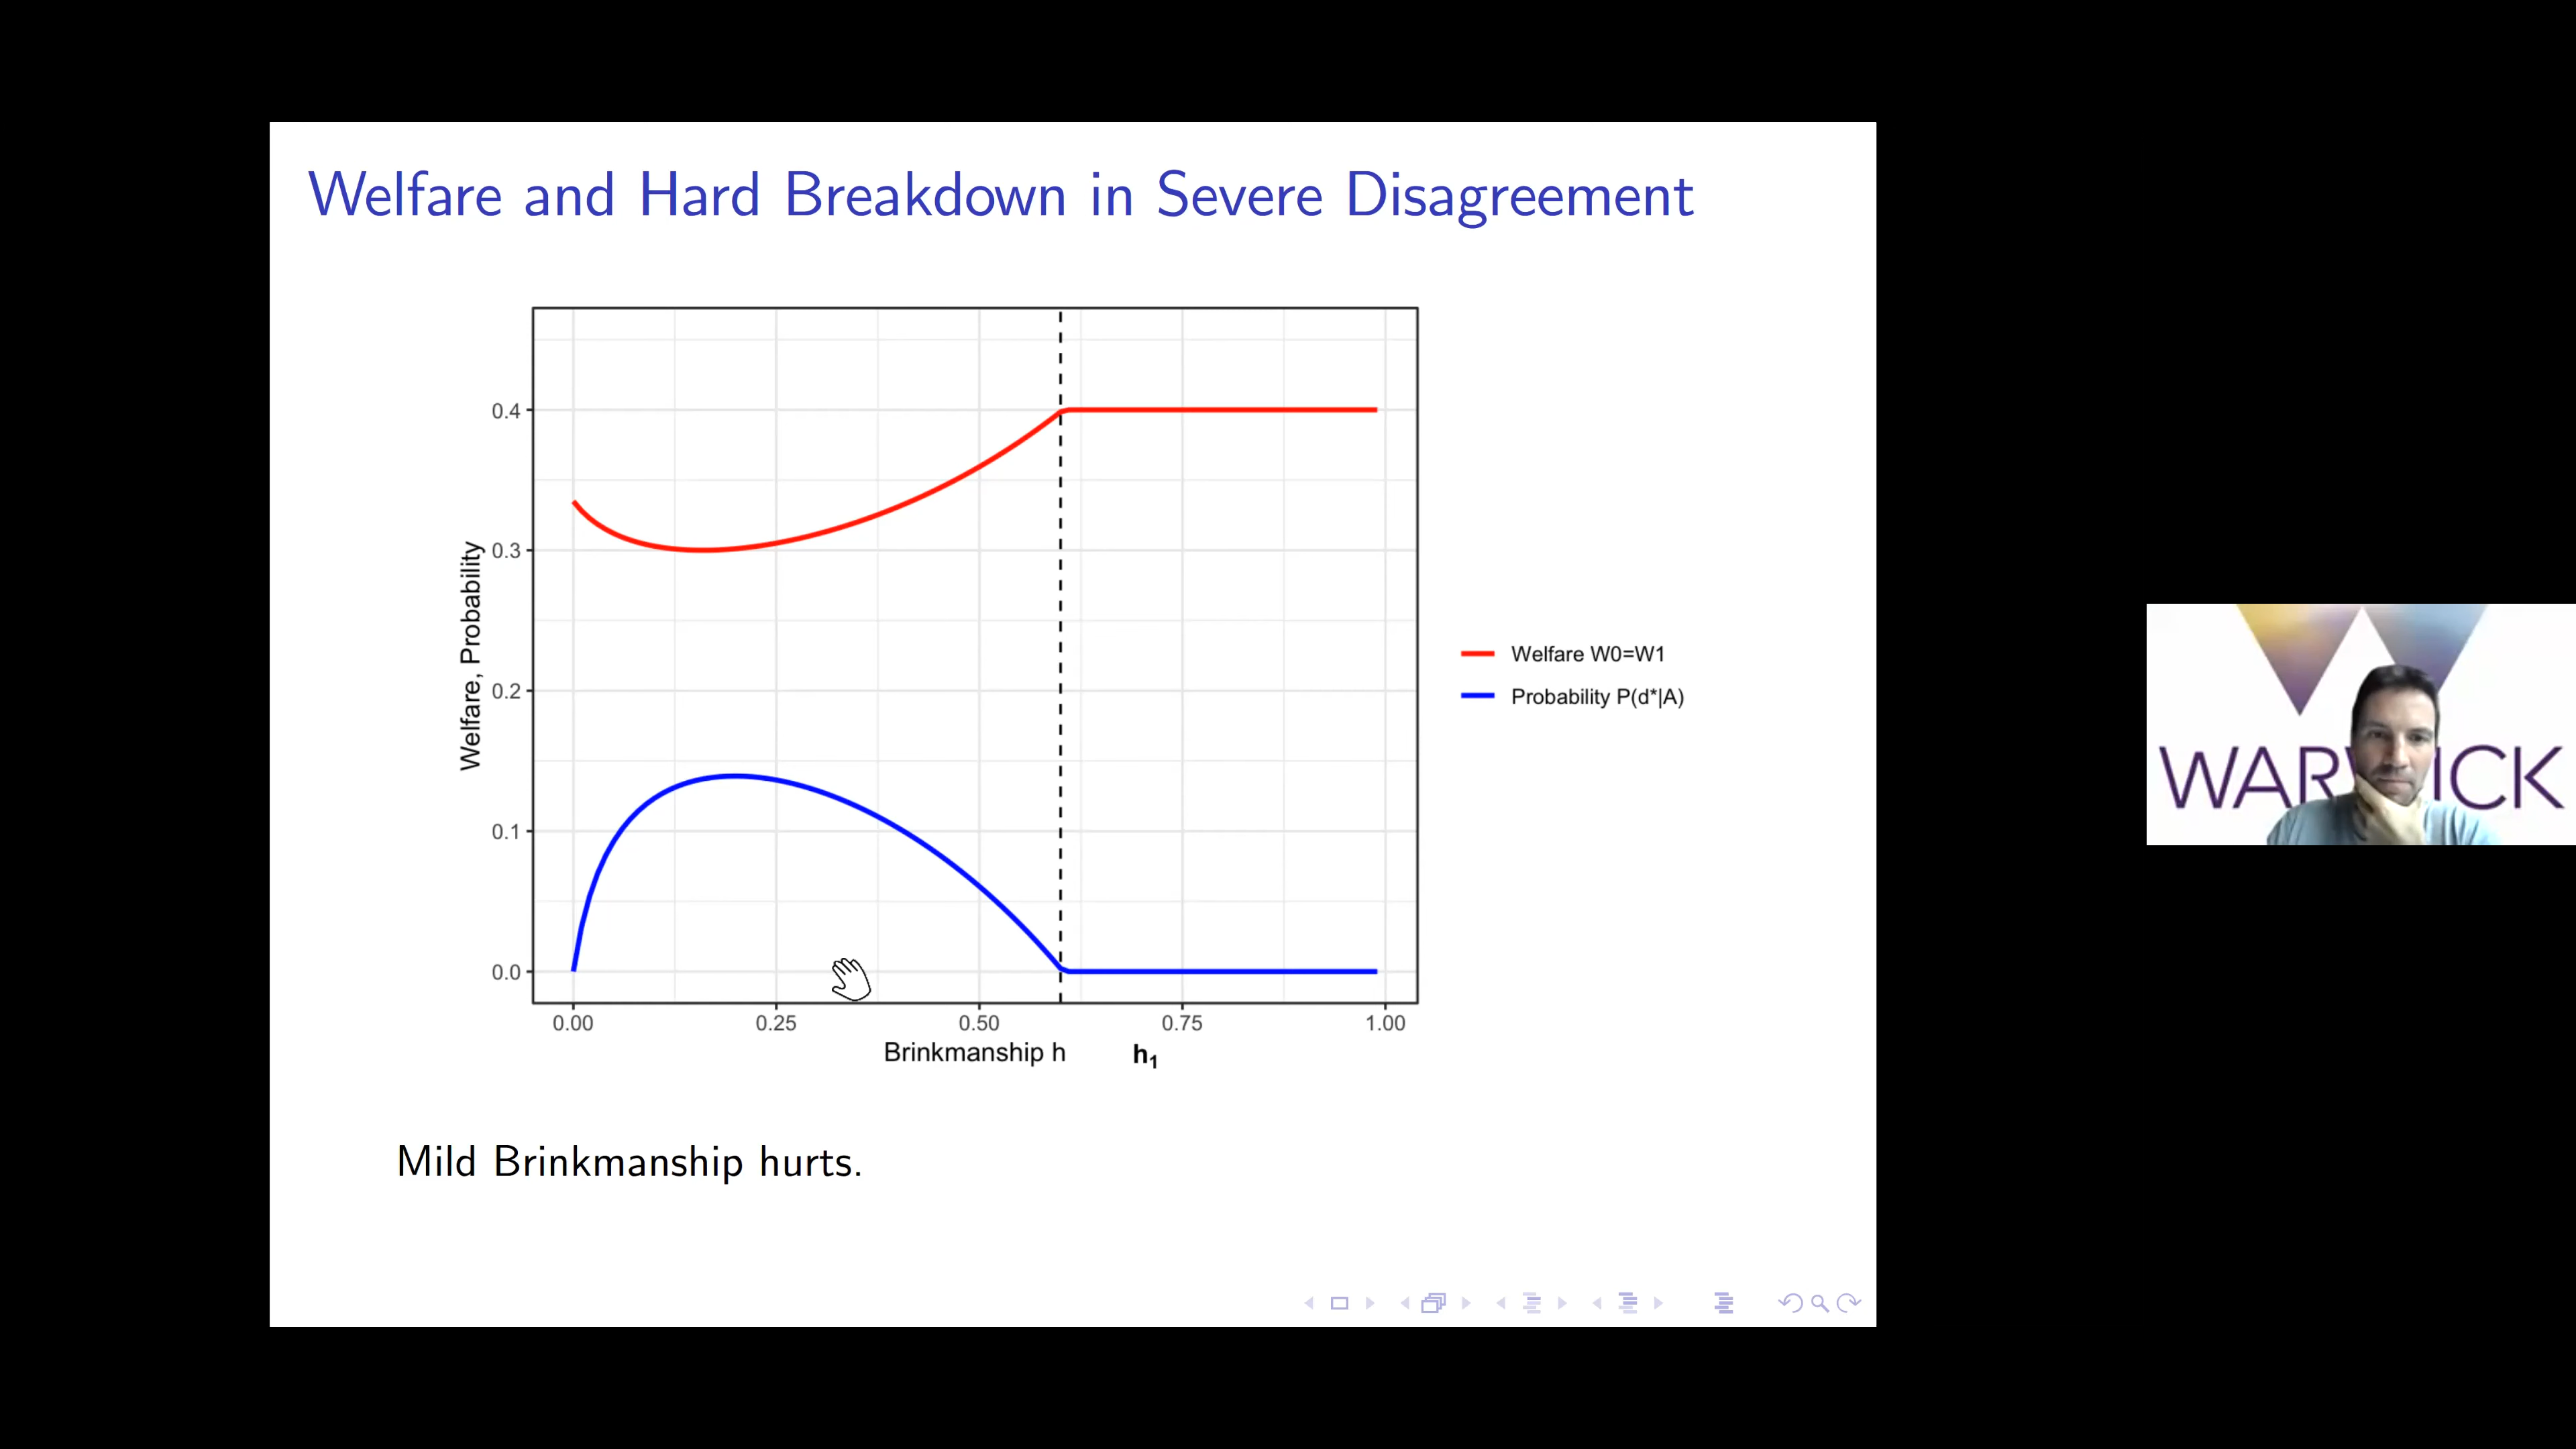 Welfare and Hard Breakdown in Severe Disagreement
Welfare, Probability
0.4
0.3
0.2
0.1
0.0
0.00 0.25 0.50 0.75 1.00
Brinkmanship h h₁
Welfare W0=W1
Probability P(d*|A)
WARWICK
Mild Brinkmanship hurts.